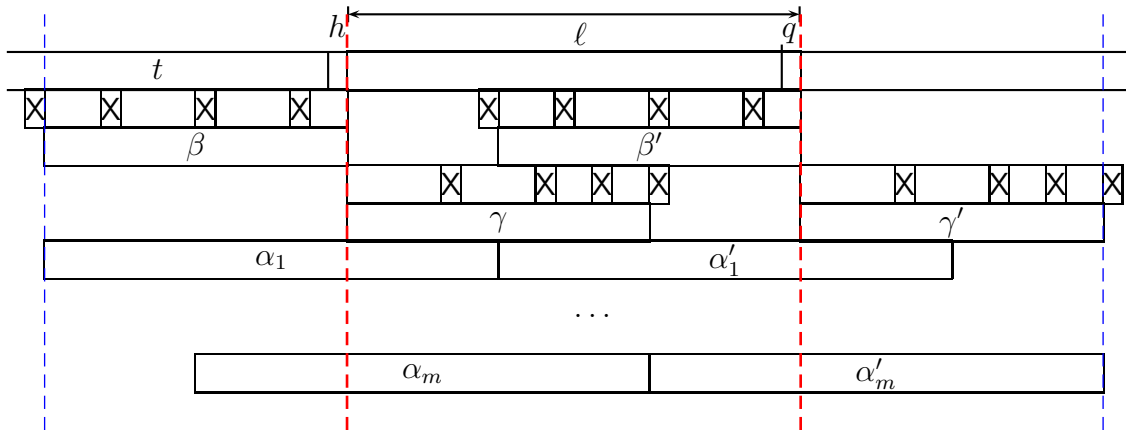 h ℓ q
t
X X X X X X X X
β β′
X X X X X X X X
γ γ′
α₁ α′₁
...
αₘ α′ₘ